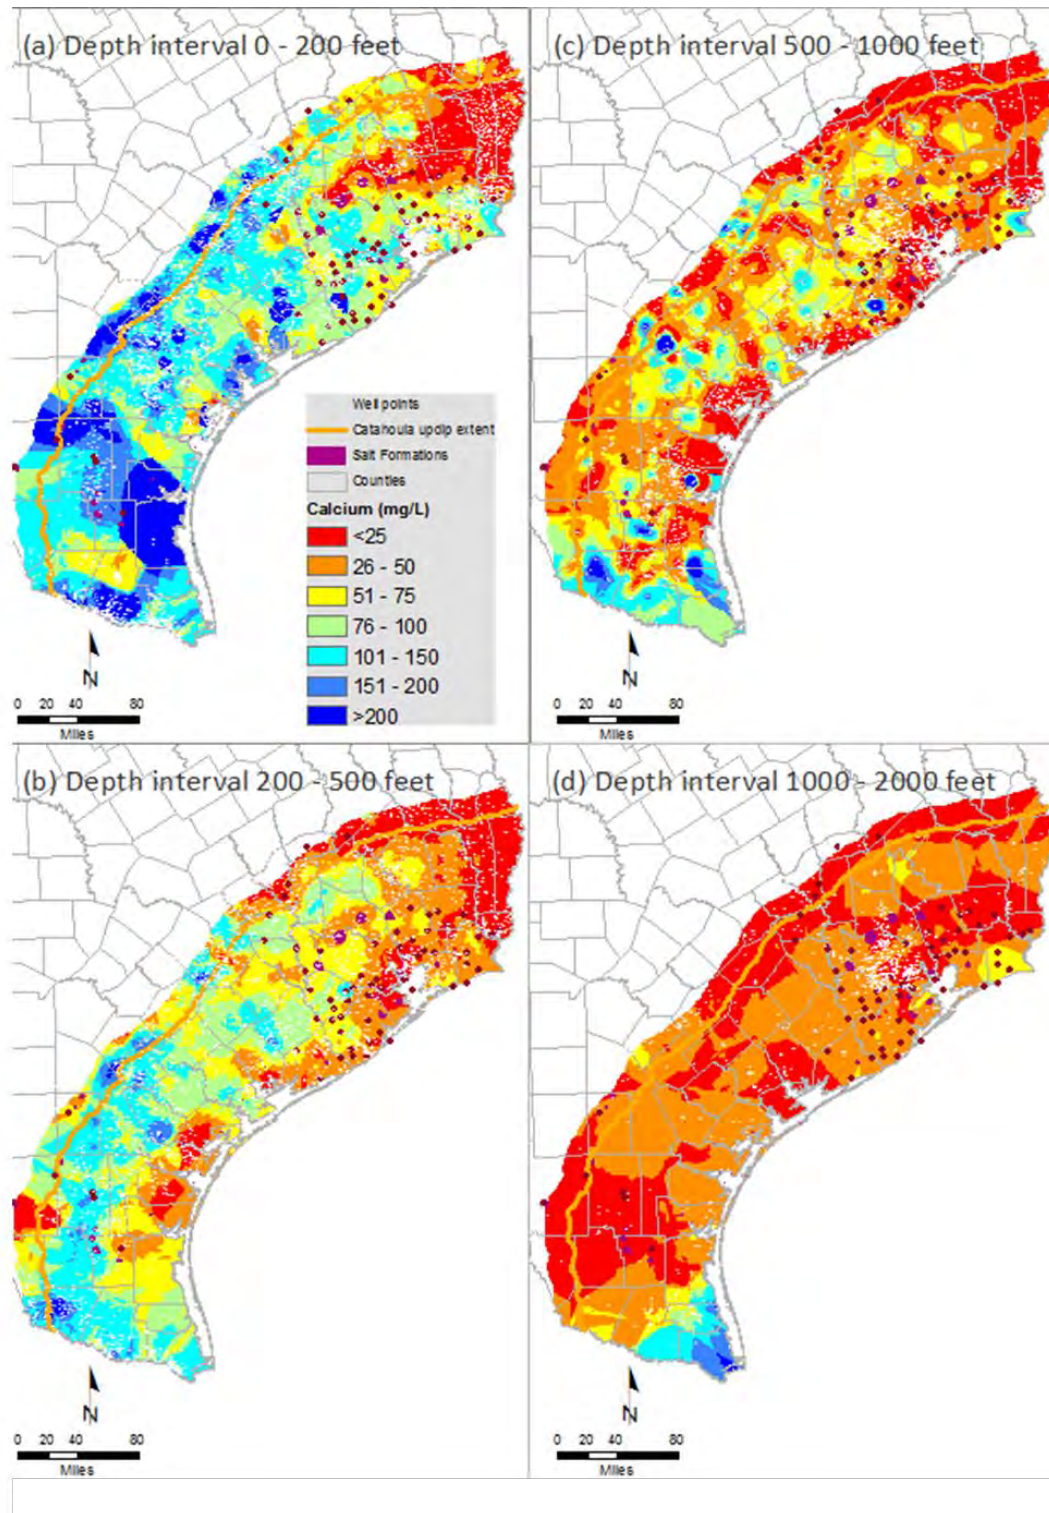 (a) Depth interval 0 - 200 feet
(c) Depth interval 500 - 1000 feet
Well points
Catahoula updip extent
Salt Formations
Counties
Calcium (mg/L)
<25
26 - 50
51 - 75
76 - 100
101 - 150
151 - 200
>200
N
0 20 40 80
Miles
N
0 20 40 80
Miles
(b) Depth interval 200 - 500 feet
(d) Depth interval 1000 - 2000 feet
N
0 20 40 80
Miles
N
0 20 40 80
Miles